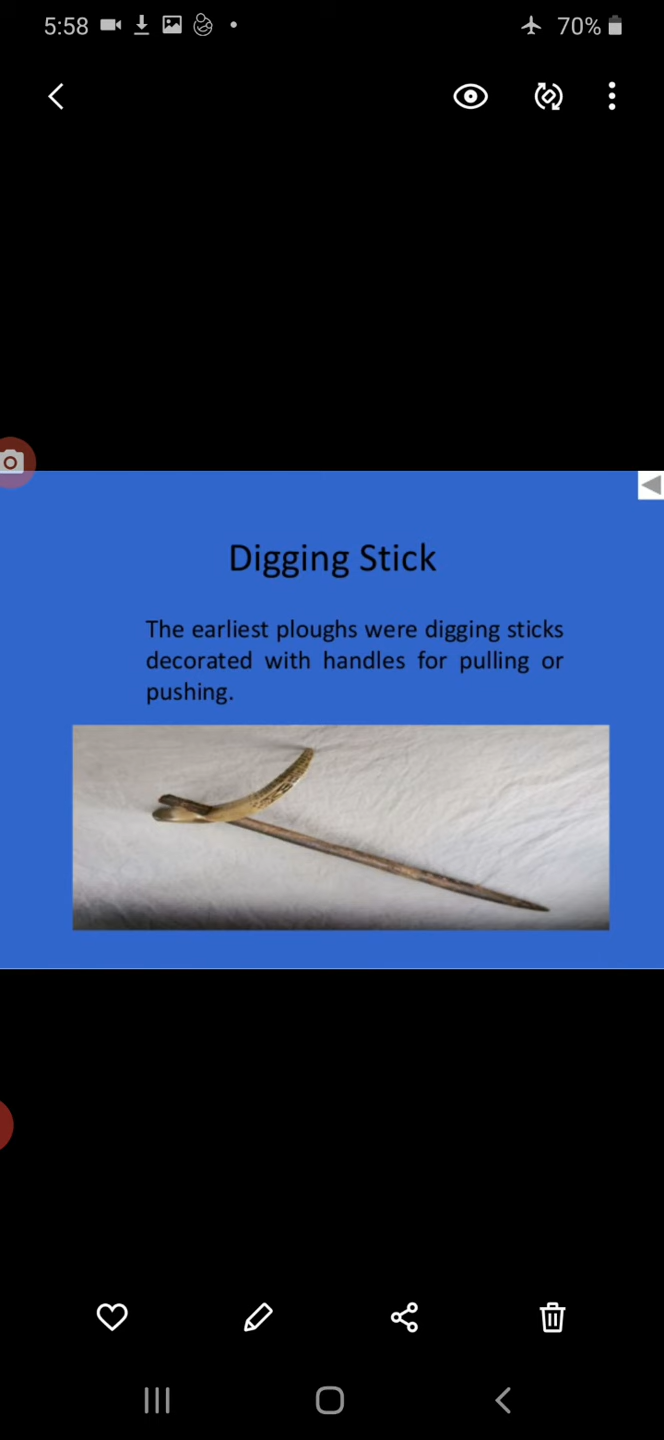 5:58
70%
Digging Stick
The earliest ploughs were digging sticks
decorated with handles for pulling or
pushing.